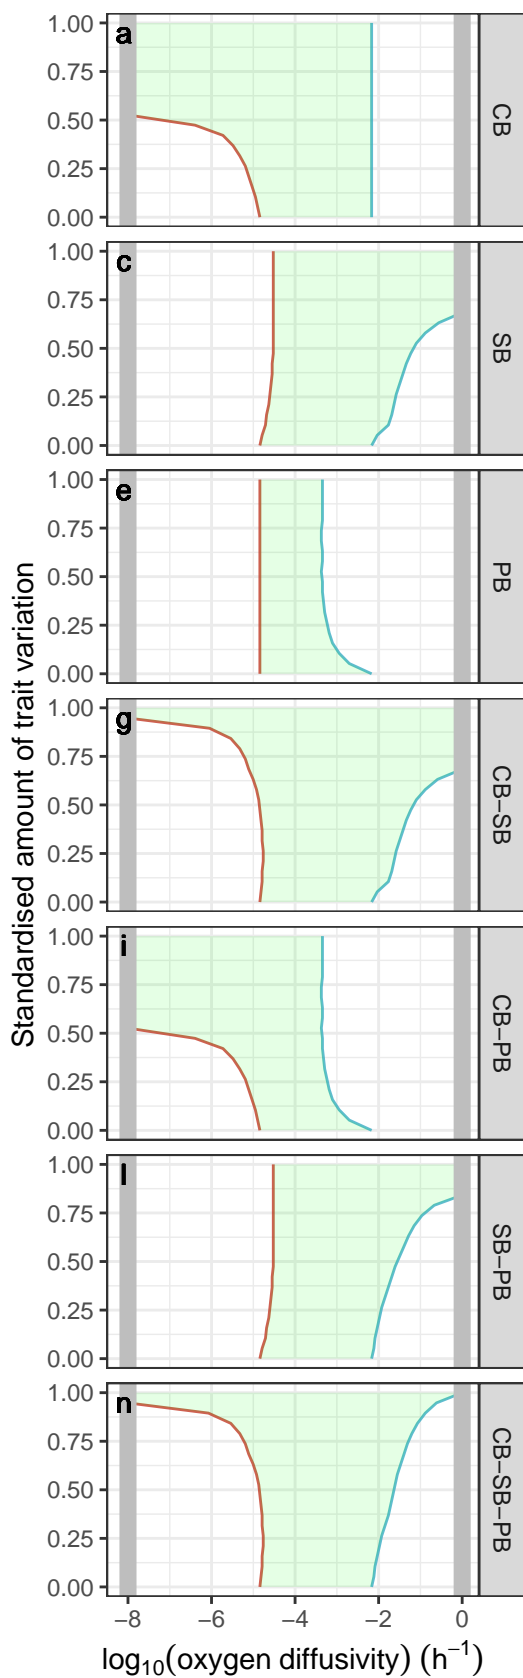 a
1.00
0.75
0.50
0.25
0.00
CB
c
1.00
0.75
0.50
0.25
0.00
SB
e
1.00
0.75
0.50
0.25
0.00
PB
Standardised amount of trait variation
g
1.00
0.75
0.50
0.25
0.00
CB−SB
i
1.00
0.75
0.50
0.25
0.00
CB−PB
l
1.00
0.75
0.50
0.25
0.00
SB−PB
n
1.00
0.75
0.50
0.25
0.00
CB−SB−PB
−8 −6 −4 −2 0
log₁₀(oxygen diffusivity) (h⁻¹)